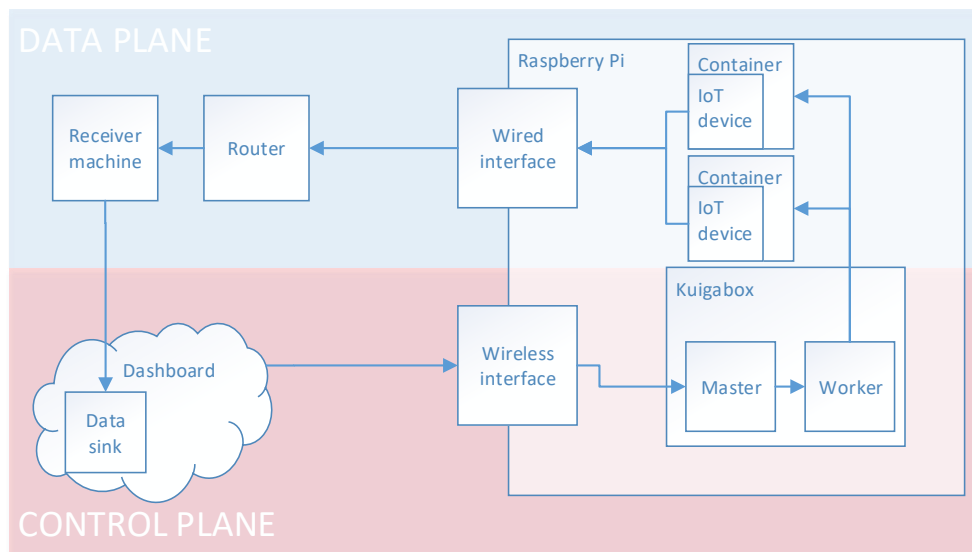 DATA PLANE
Raspberry Pi
Container
IoT
device
Receiver
machine
Router
Wired
interface
Container
IoT
device
Kuigabox
Wireless
interface
Dashboard
Master
Worker
Data
sink
CONTROL PLANE